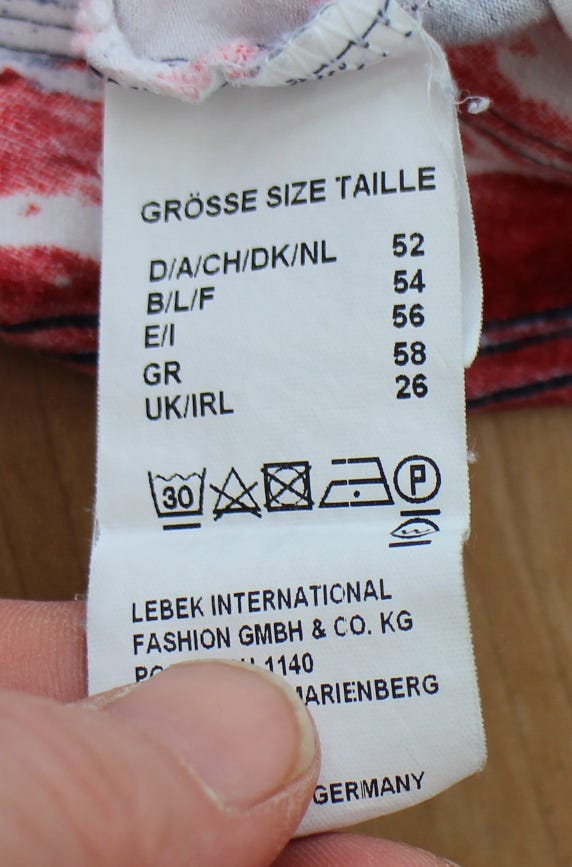 GRÖSSE SIZE TAILLE
D/A/CH/DK/NL 52
B/L/F 54
E/I 56
GR 58
UK/IRL 26
30 P
LEBEK INTERNATIONAL
FASHION GMBH & CO. KG
1140
GERMANY